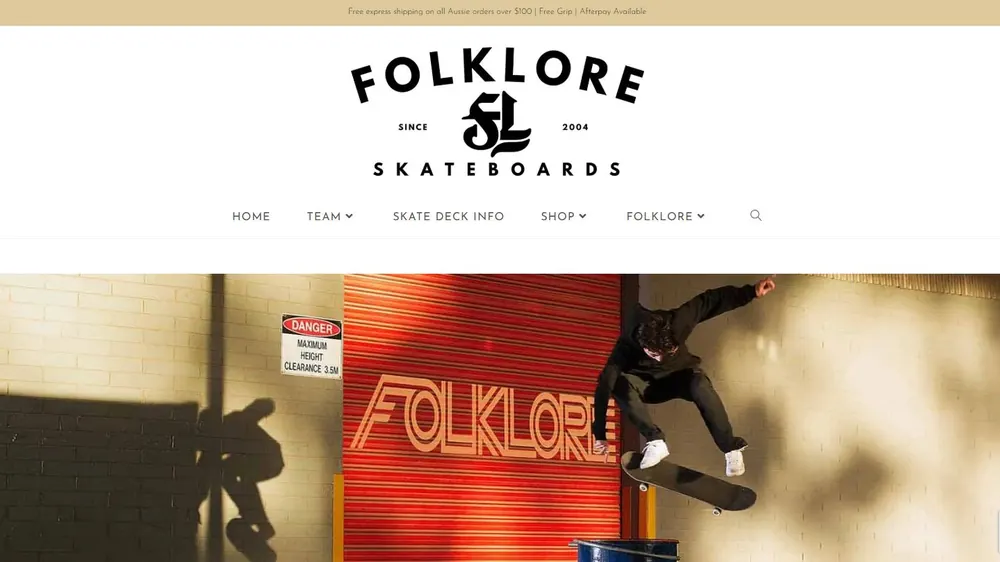 Free express shipping on all Aussie orders over $100 | Free Grip | Afterpay Available
FOLKLORE
SINCE FL 2004
SKATEBOARDS
HOME TEAM SKATE DECK INFO SHOP FOLKLORE
DANGER
MAXIMUM
HEIGHT
CLEARANCE 3.5M
FOLKLORE